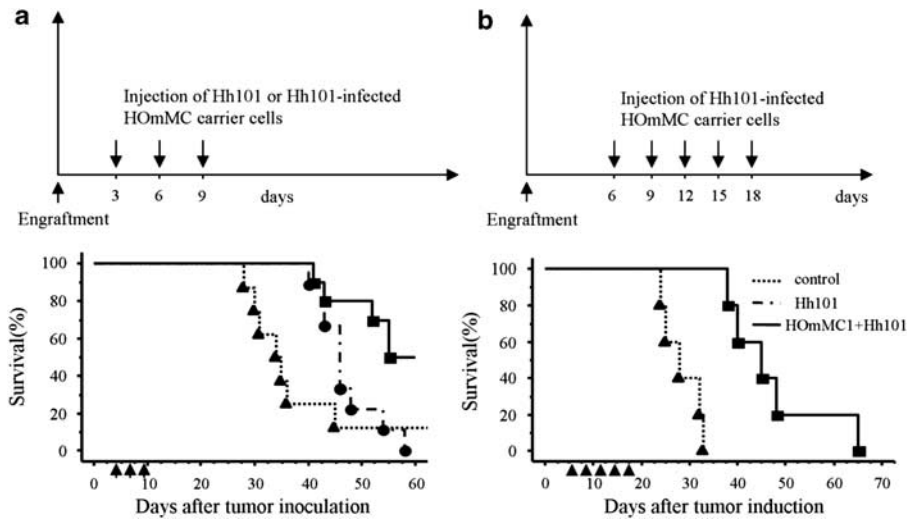 a
Injection of Hh101 or Hh101-infected
HOmMC carrier cells
3 6 9 days
Engraftment
100
80
60
40
20
0
Survival(%)
0 10 20 30 40 50 60
Days after tumor inoculation
b
Injection of Hh101-infected
HOmMC carrier cells
6 9 12 15 18 days
Engraftment
100
80
60
40
20
0
Survival(%)
control
Hh101
HOmMC1+Hh101
0 10 20 30 40 50 60 70
Days after tumor induction